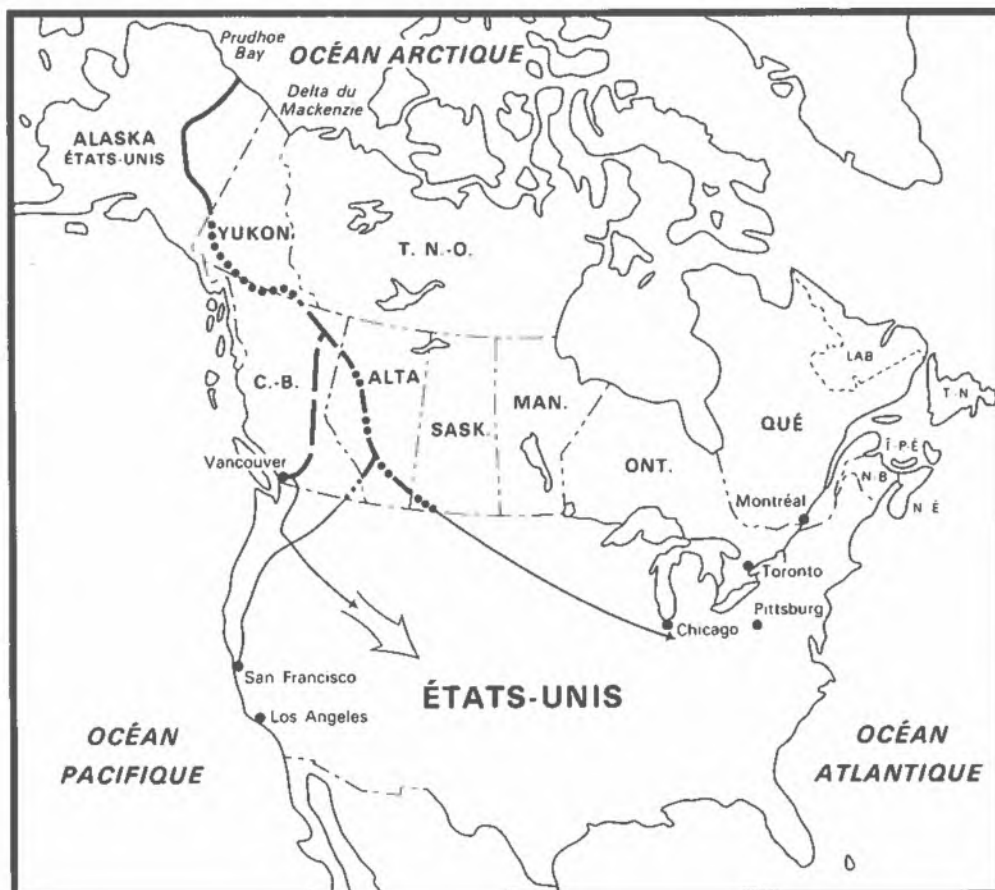 Prudhoe
Bay
OCÉAN ARCTIQUE
Delta du
Mackenzie
ALASKA
ÉTATS-UNIS
YUKON
T. N.-O.
C.-B.
ALTA
SASK.
MAN.
ONT.
QUÉ
LAB
T-N
Î-P-É
N B
N É
Vancouver
Montréal
Toronto
Pittsburg
Chicago
San Francisco
Los Angeles
ÉTATS-UNIS
OCÉAN
PACIFIQUE
OCÉAN
ATLANTIQUE